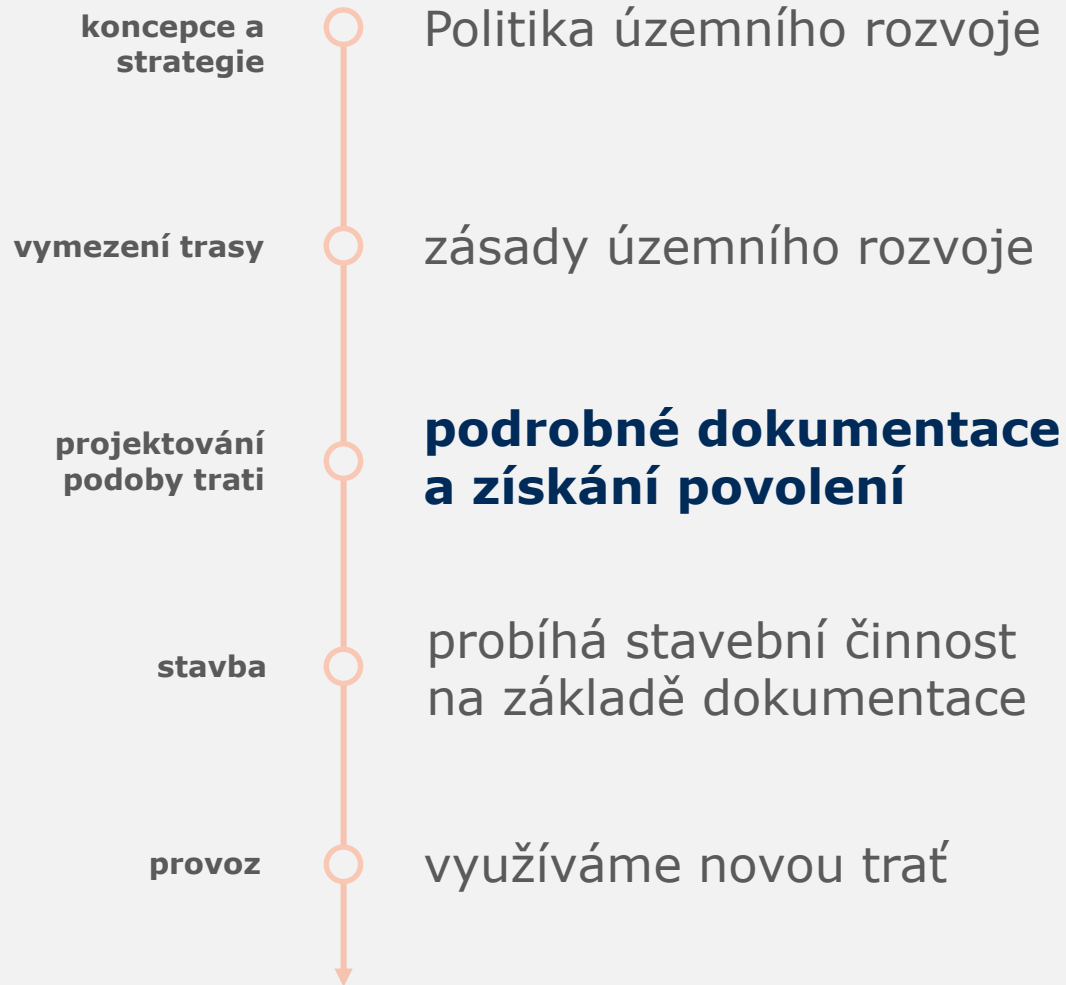 koncepce a
strategie
Politika územního rozvoje
vymezení trasy
zásady územního rozvoje
projektování
podoby trati
podrobné dokumentace
a získání povolení
stavba
probíhá stavební činnost
na základě dokumentace
provoz
využíváme novou trať